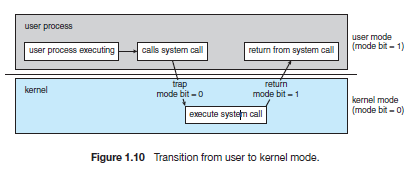 user process
user process executing
calls system call
return from system call
user mode
(mode bit = 1)
trap
mode bit = 0
return
mode bit = 1
kernel
execute system call
kernel mode
(mode bit = 0)
Figure 1.10 Transition from user to kernel mode.